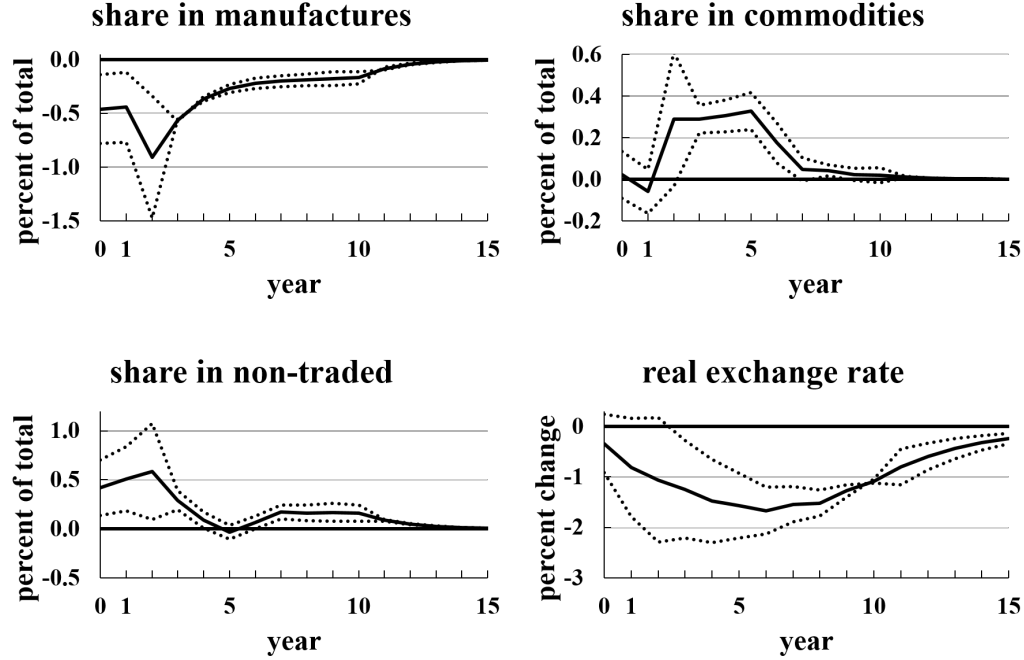 share in manufactures
percent of total
0.0
-0.5
-1.0
-1.5
0 1 5 10 15
year
share in commodities
percent of total
0.6
0.4
0.2
0.0
-0.2
0 1 5 10 15
year
share in non-traded
percent of total
1.0
0.5
0.0
-0.5
0 1 5 10 15
year
real exchange rate
percent change
0
-1
-2
-3
0 1 5 10 15
year